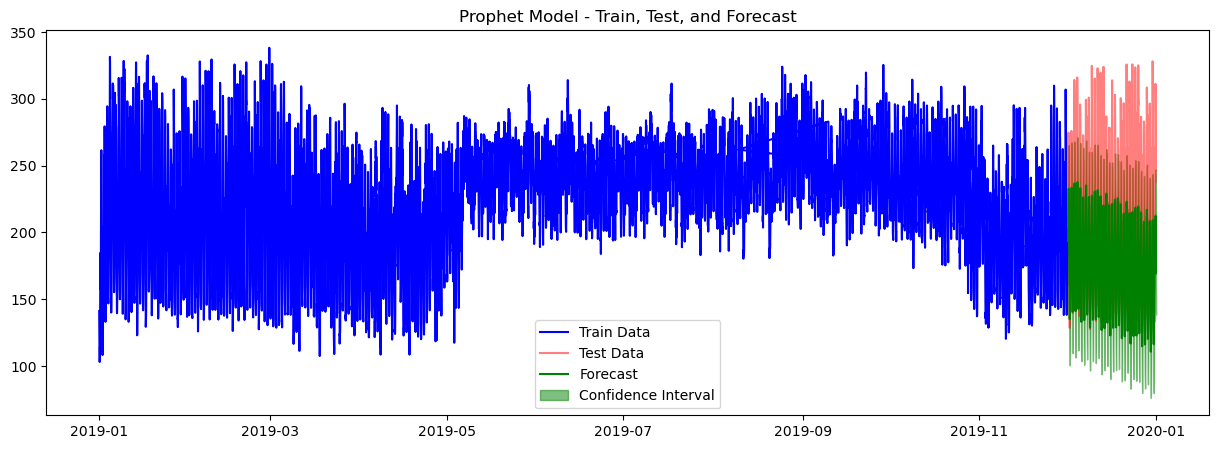 Prophet Model - Train, Test, and Forecast
350
300
250
200
150
100
Train Data
Test Data
Forecast
Confidence Interval
2019-01
2019-03
2019-05
2019-07
2019-09
2019-11
2020-01